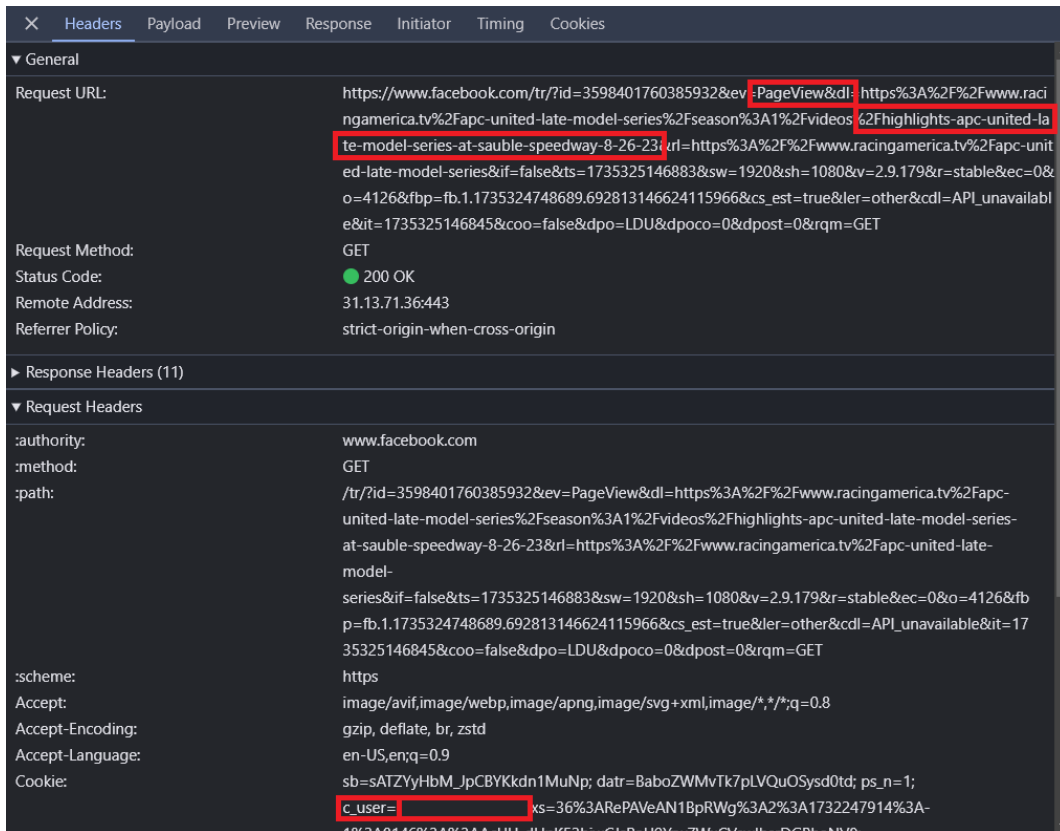 Headers Payload Preview Response Initiator Timing Cookies
General
Request URL: https://www.facebook.com/tr/?id=3598401760385932&ev=PageView&dl=https%3A%2F%2Fwww.raci
ngamerica.tv%2Fapc-united-late-model-series%2Fseason%3A1%2Fvideos%2Fhighlights-apc-united-la
te-model-series-at-sauble-speedway-8-26-23&rl=https%3A%2F%2Fwww.racingamerica.tv%2Fapc-unit
ed-late-model-series&if=false&ts=1735325146883&sw=1920&sh=1080&v=2.9.179&r=stable&ec=0&
o=4126&fbp=fb.1.1735324748689.692813146624115966&cs_est=true&ler=other&cdl=API_unavailabl
e&it=1735325146845&coo=false&dpo=LDU&dpoco=0&dpost=0&rqm=GET
Request Method: GET
Status Code: 200 OK
Remote Address: 31.13.71.36:443
Referrer Policy: strict-origin-when-cross-origin
Response Headers (11)
Request Headers
:authority: www.facebook.com
:method: GET
:path: /tr/?id=3598401760385932&ev=PageView&dl=https%3A%2F%2Fwww.racingamerica.tv%2Fapc-
united-late-model-series%2Fseason%3A1%2Fvideos%2Fhighlights-apc-united-late-model-series-
at-sauble-speedway-8-26-23&rl=https%3A%2F%2Fwww.racingamerica.tv%2Fapc-united-late-
model-
series&if=false&ts=1735325146883&sw=1920&sh=1080&v=2.9.179&r=stable&ec=0&o=4126&fb
p=fb.1.1735324748689.692813146624115966&cs_est=true&ler=other&cdl=API_unavailable&it=17
35325146845&coo=false&dpo=LDU&dpoco=0&dpost=0&rqm=GET
:scheme: https
Accept: image/avif,image/webp,image/apng,image/svg+xml,image/*,*/*;q=0.8
Accept-Encoding: gzip, deflate, br, zstd
Accept-Language: en-US,en;q=0.9
Cookie: sb=sATZYyHbM_JpCBYKkdn1MuNp; datr=BaboZWMvTk7pLVQuOSysd0td; ps_n=1;
c_user= xs=36%3ARePAVeAN1BpRWg%3A2%3A1732247914%3A-